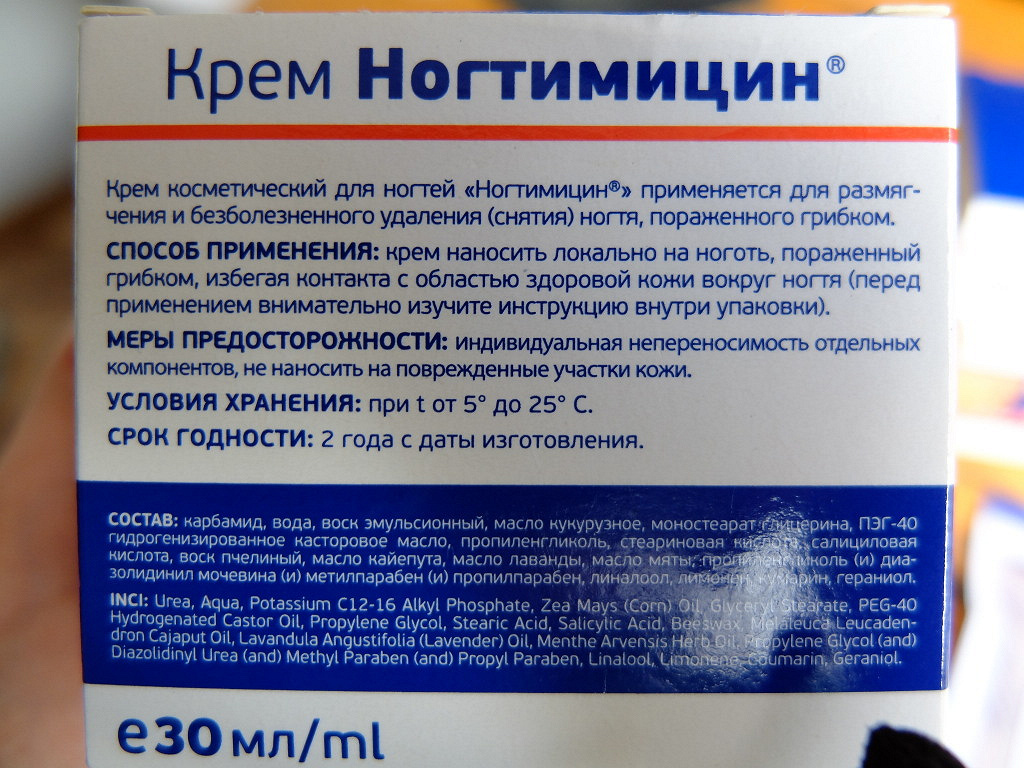 Крем Ногтимицин®
Крем косметический для ногтей «Ногтимицин®» применяется для размяг-
чения и безболезненного удаления (снятия) ногтя, пораженного грибком.
СПОСОБ ПРИМЕНЕНИЯ: крем наносить локально на ноготь, пораженный
грибком, избегая контакта с областью здоровой кожи вокруг ногтя (перед
применением внимательно изучите инструкцию внутри упаковки).
МЕРЫ ПРЕДОСТОРОЖНОСТИ: индивидуальная непереносимость отдельных
компонентов, не наносить на поврежденные участки кожи.
УСЛОВИЯ ХРАНЕНИЯ: при t от 5° до 25° С.
СРОК ГОДНОСТИ: 2 года с даты изготовления.
СОСТАВ: карбамид, вода, воск эмульсионный, масло кукурузное, моностеарат глицерина, ПЭГ-40
гидрогенизированное касторовое масло, пропиленгликоль, стеариновая кислота, салициловая
кислота, воск пчелиный, масло кайепута, масло лаванды, масло мяты, пропиленгликоль (и) диа-
золидинил мочевина (и) метилпарабен (и) пропилпарабен, линалоол, лимонен, кумарин, гераниол.
INCI: Urea, Aqua, Potassium C12-16 Alkyl Phosphate, Zea Mays (Corn) Oil, Glyceryl Stearate, PEG-40
Hydrogenated Castor Oil, Propylene Glycol, Stearic Acid, Salicylic Acid, Beeswax, Melaleuca Leucaden-
dron Cajaput Oil, Lavandula Angustifolia (Lavender) Oil, Menthe Arvensis Herb Oil, Propylene Glycol (and)
Diazolidinyl Urea (and) Methyl Paraben (and) Propyl Paraben, Linalool, Limonene, Coumarin, Geraniol.
e 30 мл/ml